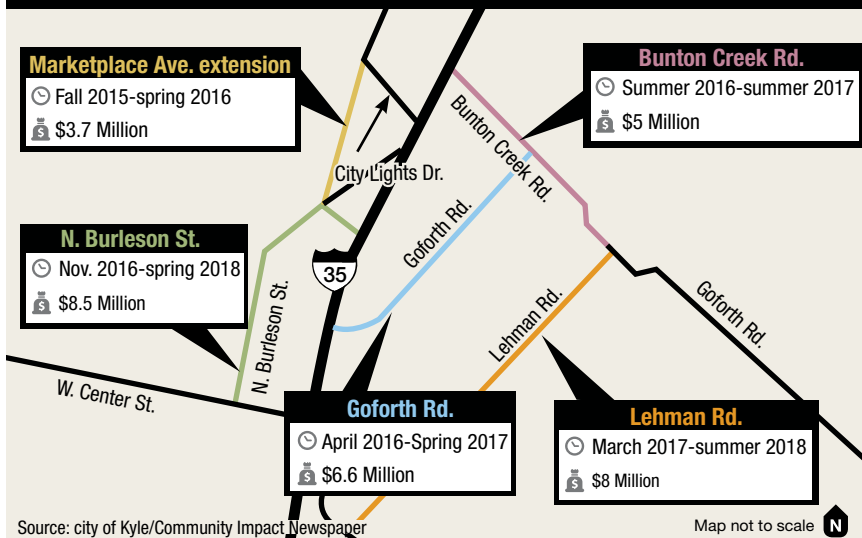 Marketplace Ave. extension
Fall 2015-spring 2016
$3.7 Million
Bunton Creek Rd.
Summer 2016-summer 2017
$5 Million
Bunton Creek Rd.
City Lights Dr.
Goforth Rd.
N. Burleson St.
Nov. 2016-spring 2018
$8.5 Million
35
N. Burleson St.
Goforth Rd.
Lehman Rd.
W. Center St.
Goforth Rd.
April 2016-Spring 2017
$6.6 Million
Lehman Rd.
March 2017-summer 2018
$8 Million
Source: city of Kyle/Community Impact Newspaper
Map not to scale
N